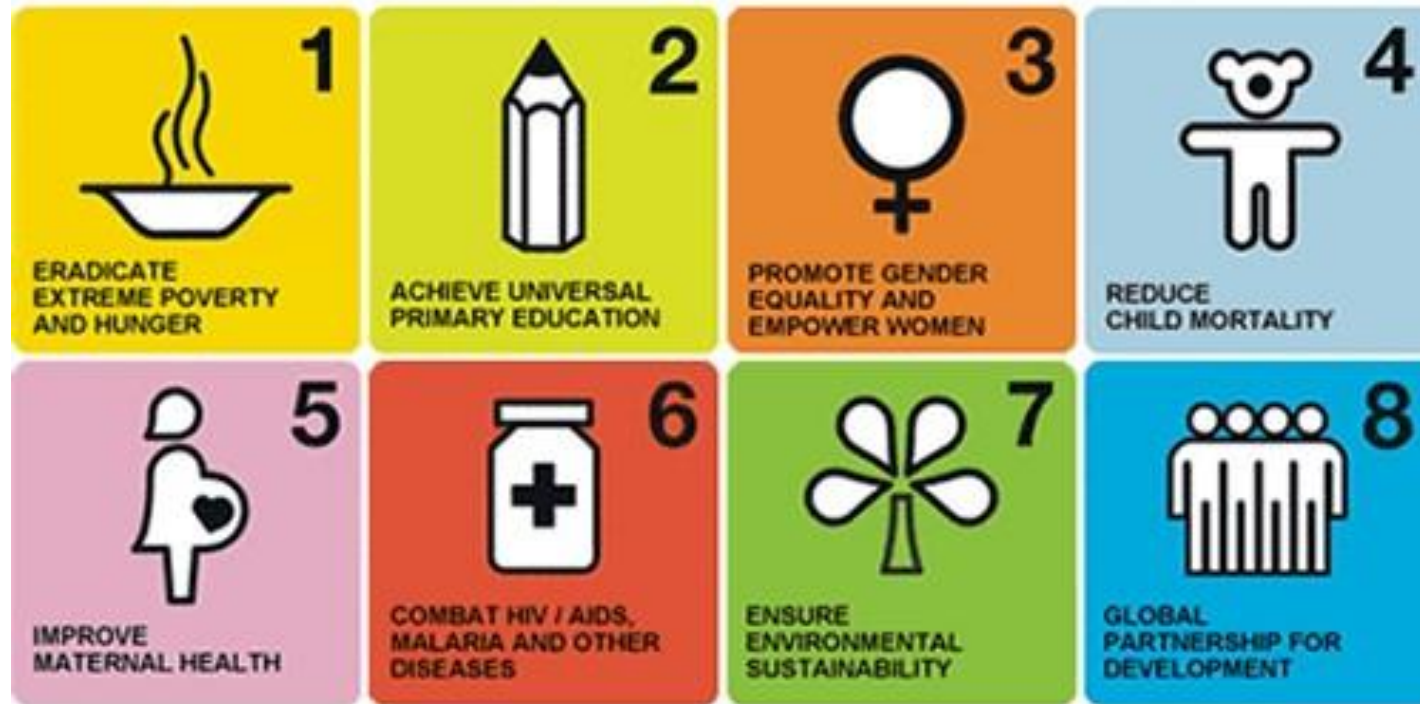 1
ERADICATE
EXTREME POVERTY
AND HUNGER
2
ACHIEVE UNIVERSAL
PRIMARY EDUCATION
3
PROMOTE GENDER
EQUALITY AND
EMPOWER WOMEN
4
REDUCE
CHILD MORTALITY
5
IMPROVE
MATERNAL HEALTH
6
COMBAT HIV / AIDS,
MALARIA AND OTHER
DISEASES
7
ENSURE
ENVIRONMENTAL
SUSTAINABILITY
8
GLOBAL
PARTNERSHIP FOR
DEVELOPMENT